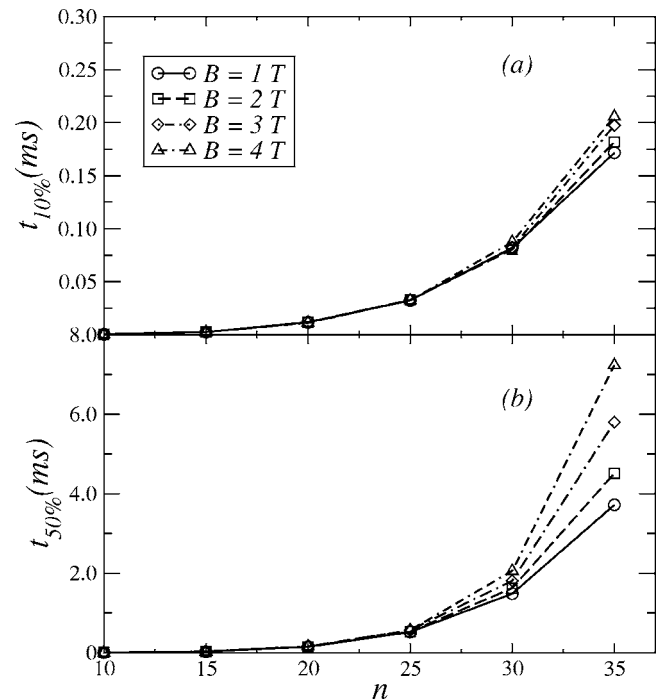 0.30
0.25
0.20
0.15
0.10
0.05
8.0
6.0
4.0
2.0
0
10 15 20 25 30 35
t10%(ms)
t50%(ms)
n
(a)
(b)
B = 1 T
B = 2 T
B = 3 T
B = 4 T